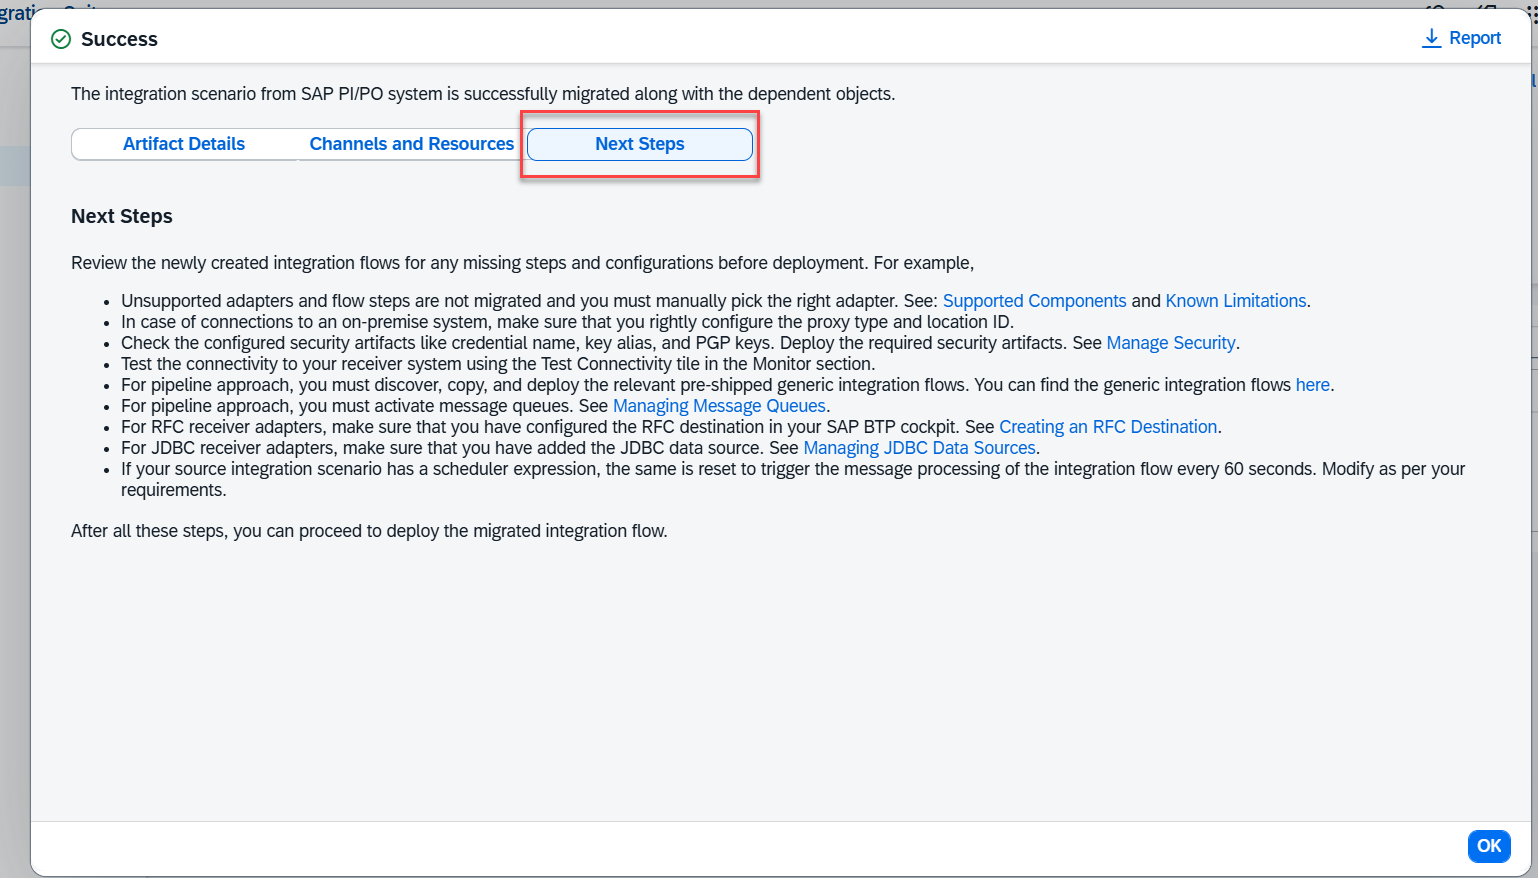 Success
Report
The integration scenario from SAP PI/PO system is successfully migrated along with the dependent objects.
Artifact Details
Channels and Resources
Next Steps
Next Steps
Review the newly created integration flows for any missing steps and configurations before deployment. For example,
• Unsupported adapters and flow steps are not migrated and you must manually pick the right adapter. See: Supported Components and Known Limitations.
• In case of connections to an on-premise system, make sure that you rightly configure the proxy type and location ID.
• Check the configured security artifacts like credential name, key alias, and PGP keys. Deploy the required security artifacts. See Manage Security.
• Test the connectivity to your receiver system using the Test Connectivity tile in the Monitor section.
• For pipeline approach, you must discover, copy, and deploy the relevant pre-shipped generic integration flows. You can find the generic integration flows here.
• For pipeline approach, you must activate message queues. See Managing Message Queues.
• For RFC receiver adapters, make sure that you have configured the RFC destination in your SAP BTP cockpit. See Creating an RFC Destination.
• For JDBC receiver adapters, make sure that you have added the JDBC data source. See Managing JDBC Data Sources.
• If your source integration scenario has a scheduler expression, the same is reset to trigger the message processing of the integration flow every 60 seconds. Modify as per your
requirements.
After all these steps, you can proceed to deploy the migrated integration flow.
OK